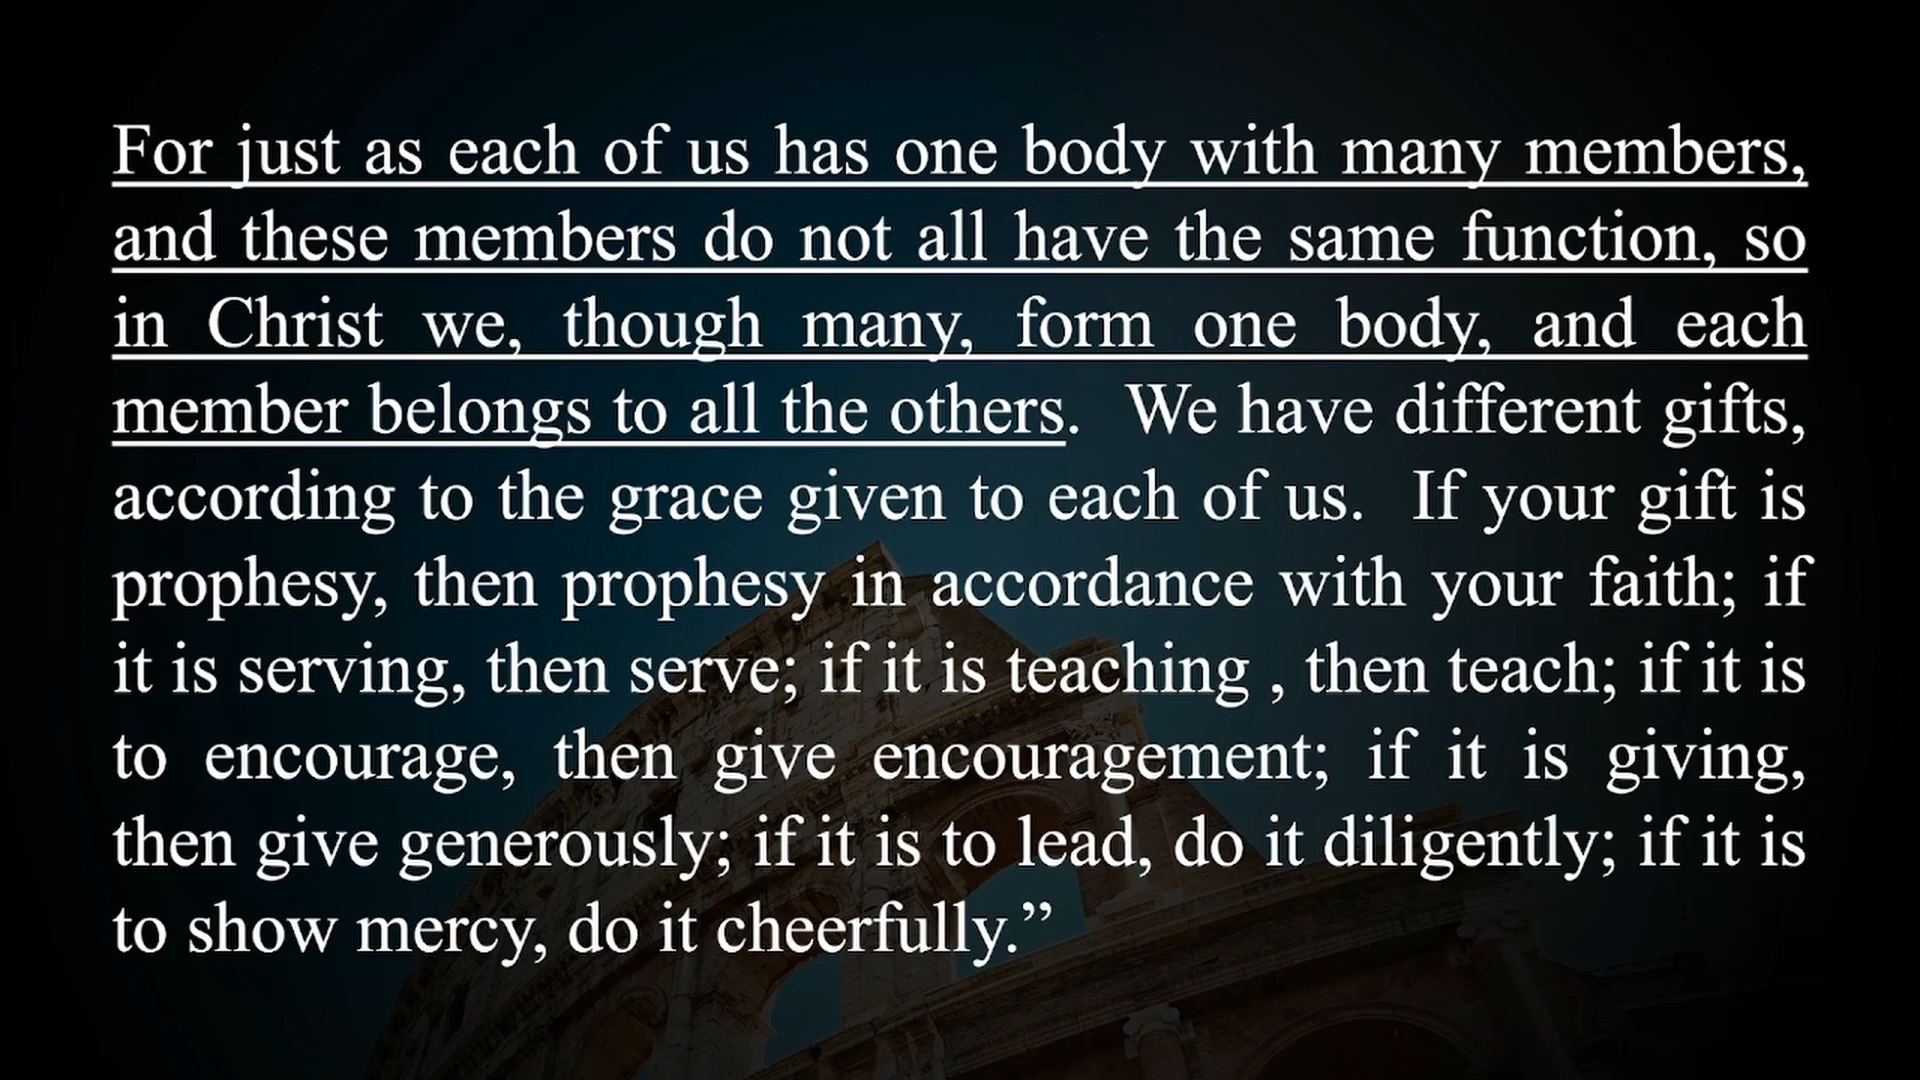 For just as each of us has one body with many members,
and these members do not all have the same function, so
in Christ we, though many, form one body, and each
member belongs to all the others.  We have different gifts,
according to the grace given to each of us.  If your gift is
prophesy, then prophesy in accordance with your faith; if
it is serving, then serve; if it is teaching , then teach; if it is
to encourage, then give encouragement; if it is giving,
then give generously; if it is to lead, do it diligently; if it is
to show mercy, do it cheerfully.”